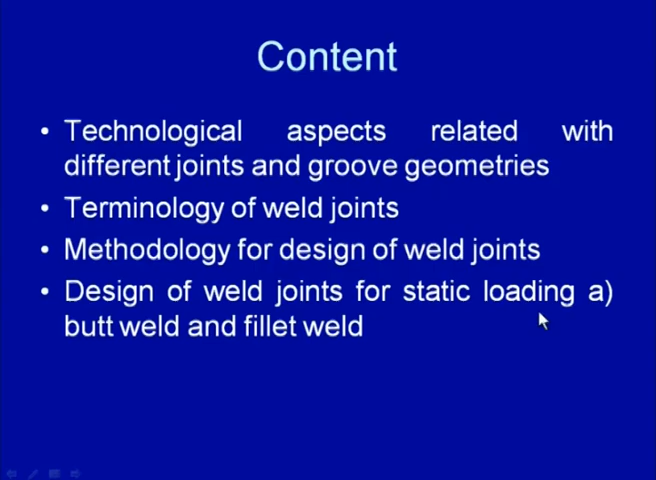 Content
• Technological aspects related with
different joints and groove geometries
• Terminology of weld joints
• Methodology for design of weld joints
• Design of weld joints for static loading a)
butt weld and fillet weld